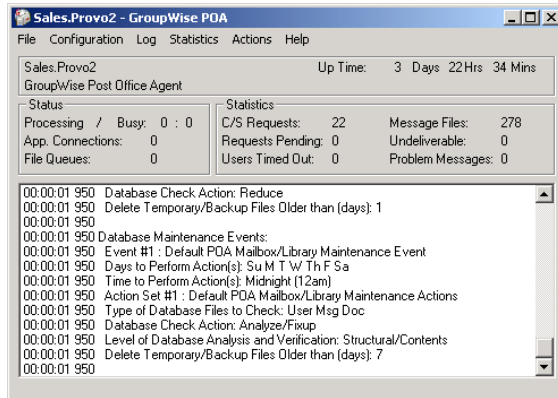 Sales.Provo2 - GroupWise POA
File Configuration Log Statistics Actions Help
Sales.Provo2 Up Time: 3 Days 22 Hrs 34 Mins
GroupWise Post Office Agent
Status
Processing / Busy: 0 : 0
App. Connections: 0
File Queues: 0
Statistics
C/S Requests: 22 Message Files: 278
Requests Pending: 0 Undeliverable: 0
Users Timed Out: 0 Problem Messages: 0
00:00:01 950 Database Check Action: Reduce
00:00:01 950 Delete Temporary/Backup Files Older than (days): 1
00:00:01 950
00:00:01 950 Database Maintenance Events:
00:00:01 950 Event #1 : Default POA Mailbox/Library Maintenance Event
00:00:01 950 Days to Perform Action(s): Su M T W Th F Sa
00:00:01 950 Time to Perform Action(s): Midnight (12am)
00:00:01 950 Action Set #1 : Default POA Mailbox/Library Maintenance Actions
00:00:01 950 Type of Database Files to Check: User Msg Doc
00:00:01 950 Database Check Action: Analyze/Fixup
00:00:01 950 Level of Database Analysis and Verification: Structural/Contents
00:00:01 950 Delete Temporary/Backup Files Older than (days): 7
00:00:01 950